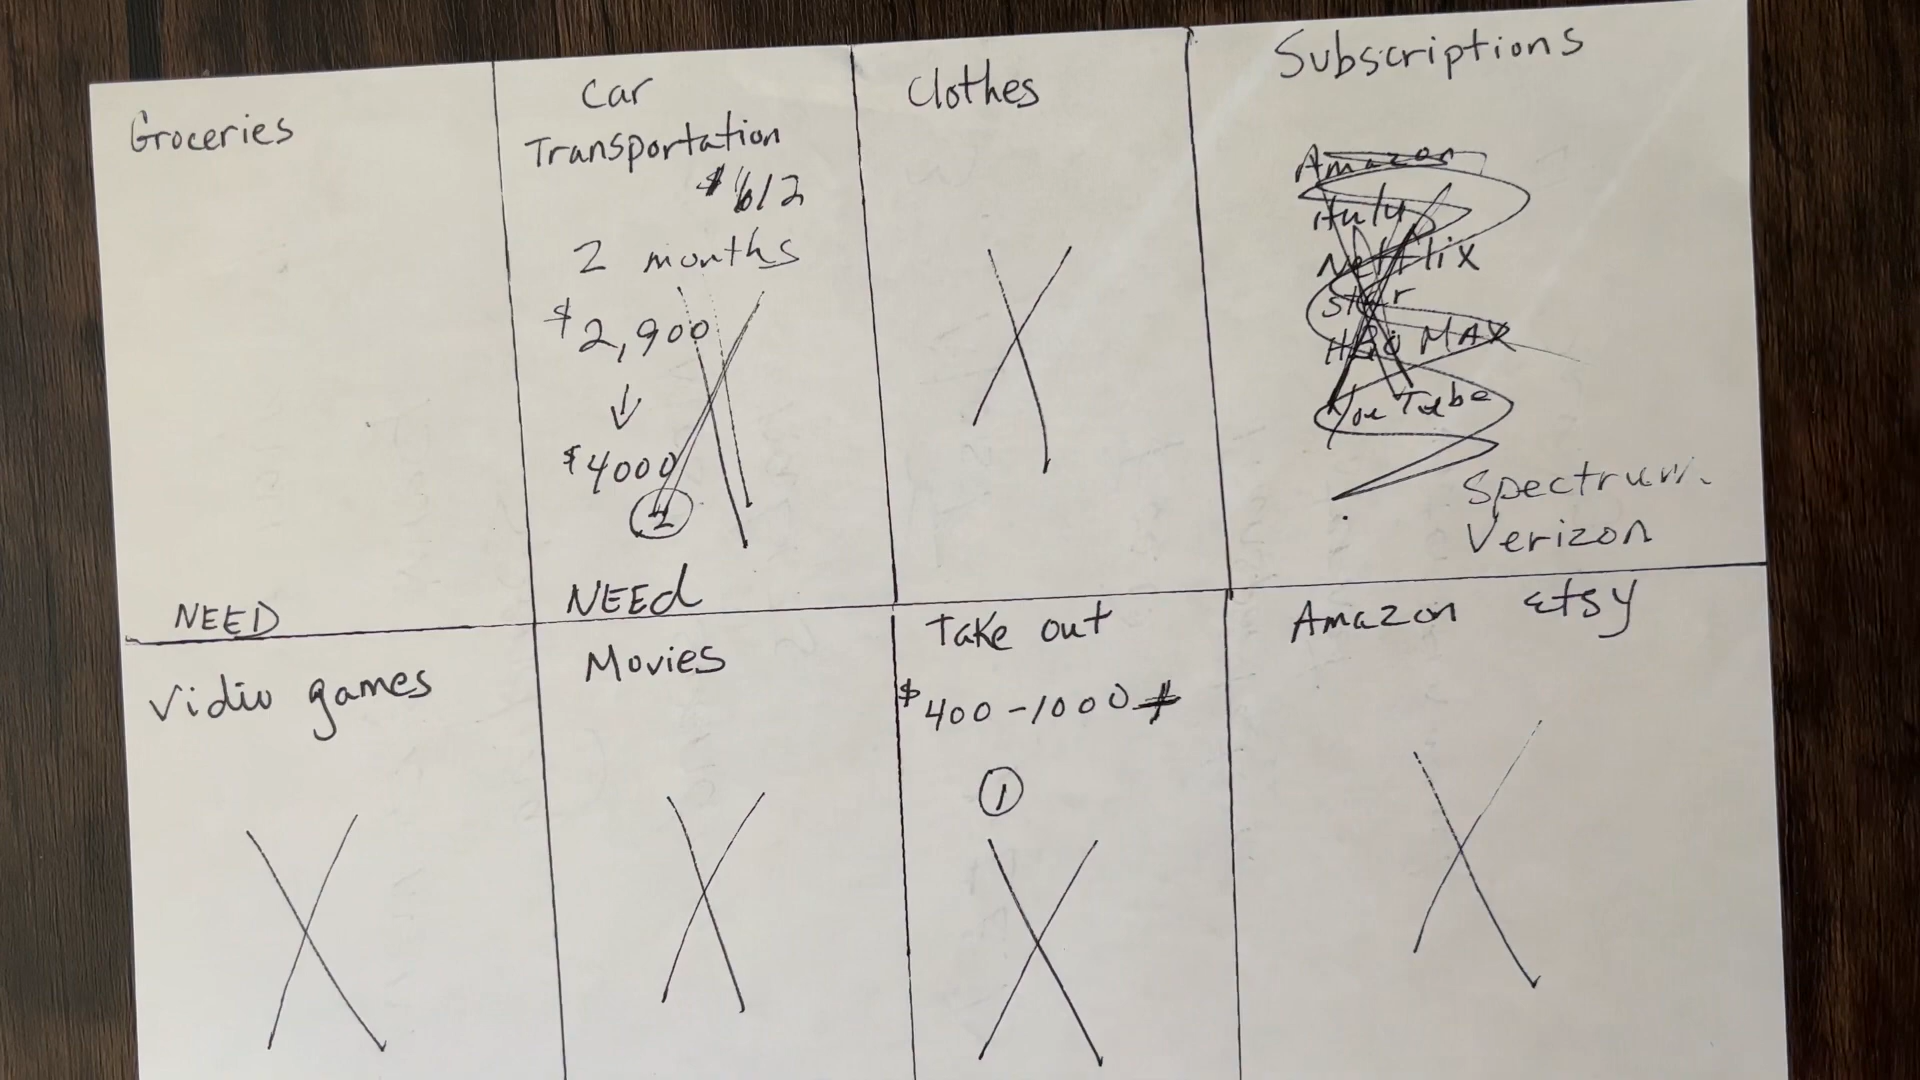 Groceries
NEED
Car
Transportation
$612
2 months
$2,900
↓
$4000
2
NEEd
Clothes
Subscriptions
Amazon
Hulu
Netflix
Star
HBO MAX
YouTube
Spectrum
Verizon
Vidio games
Movies
Take out
$400-1000
1
Amazon Etsy